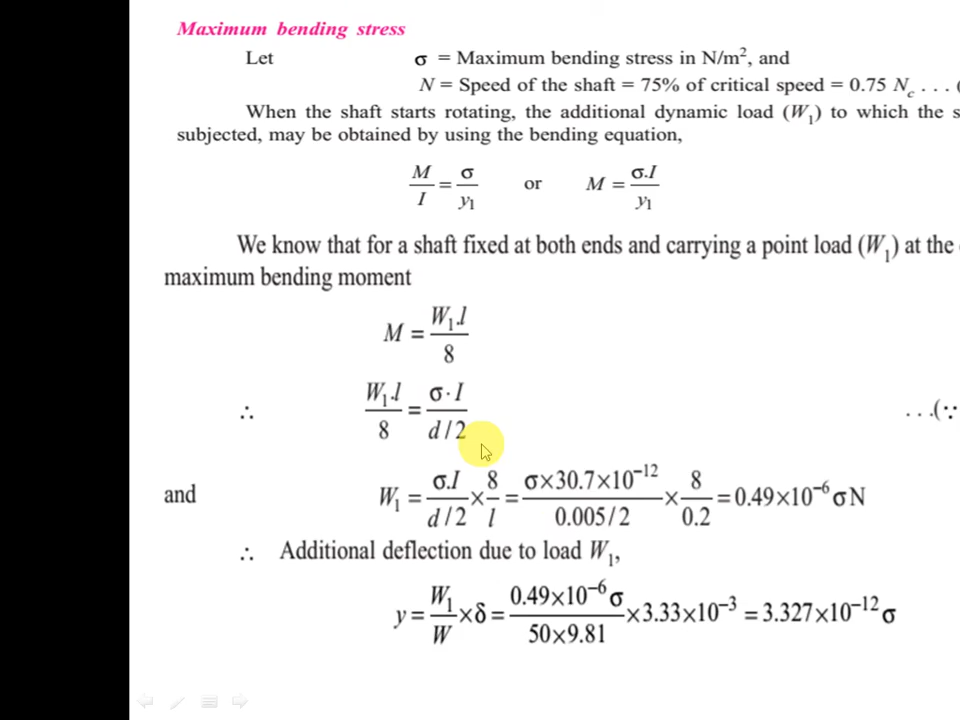 Maximum bending stress
Let σ = Maximum bending stress in N/m², and
N = Speed of the shaft = 75% of critical speed = 0.75 N_c . . . (
When the shaft starts rotating, the additional dynamic load (W₁) to which the s
subjected, may be obtained by using the bending equation,
M/I = σ/y₁ or M = σ.I/y₁
We know that for a shaft fixed at both ends and carrying a point load (W₁) at the
maximum bending moment
M = W₁.l/8
∴ W₁.l/8 = σ·I/d/2 . . .(∵
and W₁ = σ.I/d/2 × 8/l = σ×30.7×10⁻¹²/0.005/2 × 8/0.2 = 0.49×10⁻⁶ σ N
∴ Additional deflection due to load W₁,
y = W₁/W × δ = 0.49×10⁻⁶ σ/50×9.81 × 3.33×10⁻³ = 3.327×10⁻¹² σ